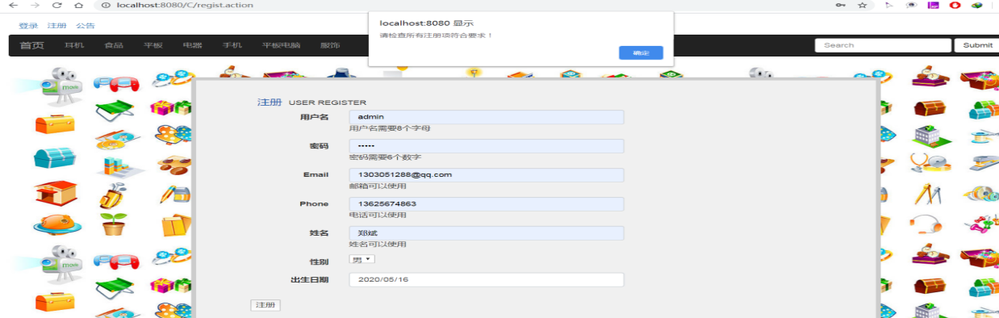 localhost:8080/C/regist.action
登录 注册 公告
localhost:8080 显示
请检查所有注册项符合要求！
确定
首页 耳机 食品 平板 电器 手机 平板电脑 服饰 Search Submit
注册 USER REGISTER
用户名 admin
用户名需要8个字母
密码 •••••
密码需要6个数字
Email 1303051288@qq.com
邮箱可以使用
Phone 13625674863
电话可以使用
姓名 郑斌
姓名可以使用
性别 男
出生日期 2020/05/16
注册